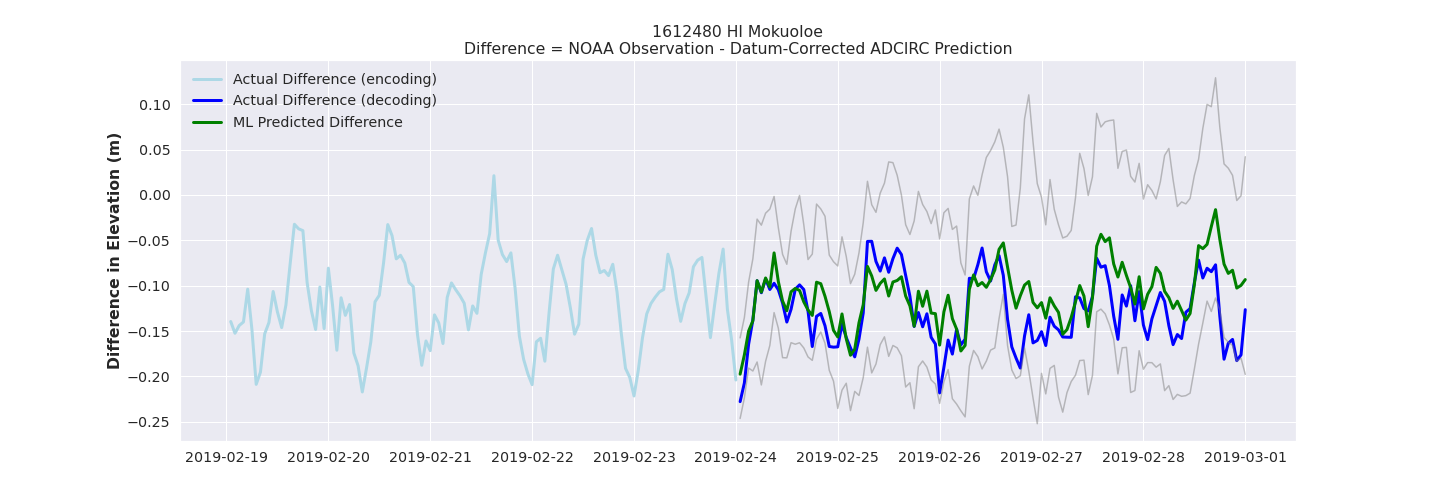 1612480 HI Mokuoloe
Difference = NOAA Observation - Datum-Corrected ADCIRC Prediction
Actual Difference (encoding)
Actual Difference (decoding)
ML Predicted Difference
Difference in Elevation (m)
0.10
0.05
0.00
−0.05
−0.10
−0.15
−0.20
−0.25
2019-02-19 2019-02-20 2019-02-21 2019-02-22 2019-02-23 2019-02-24 2019-02-25 2019-02-26 2019-02-27 2019-02-28 2019-03-01